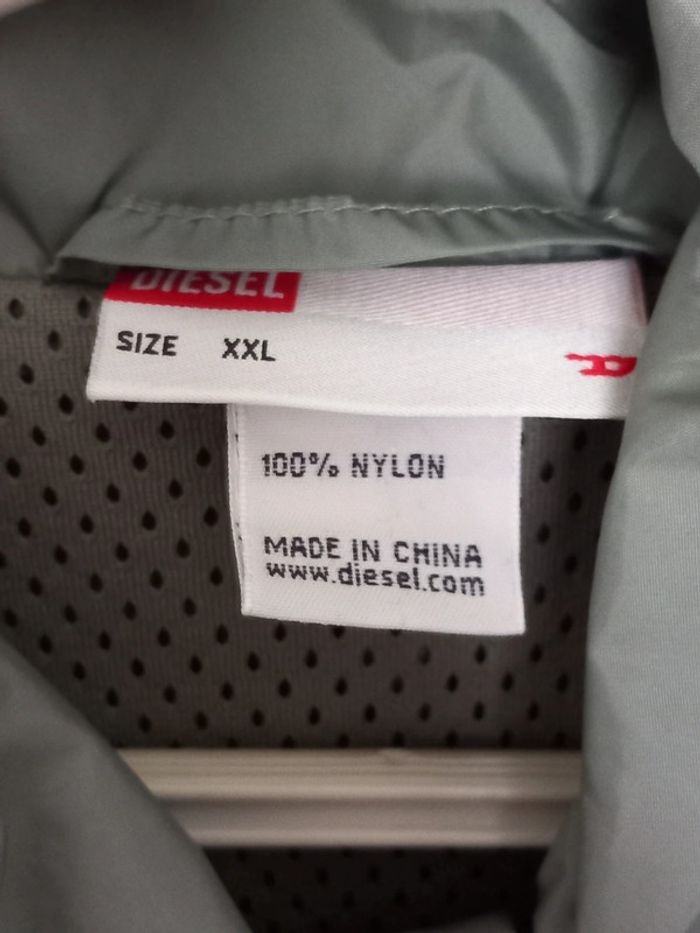 DIESEL
SIZE XXL
100% NYLON
MADE IN CHINA
www.diesel.com